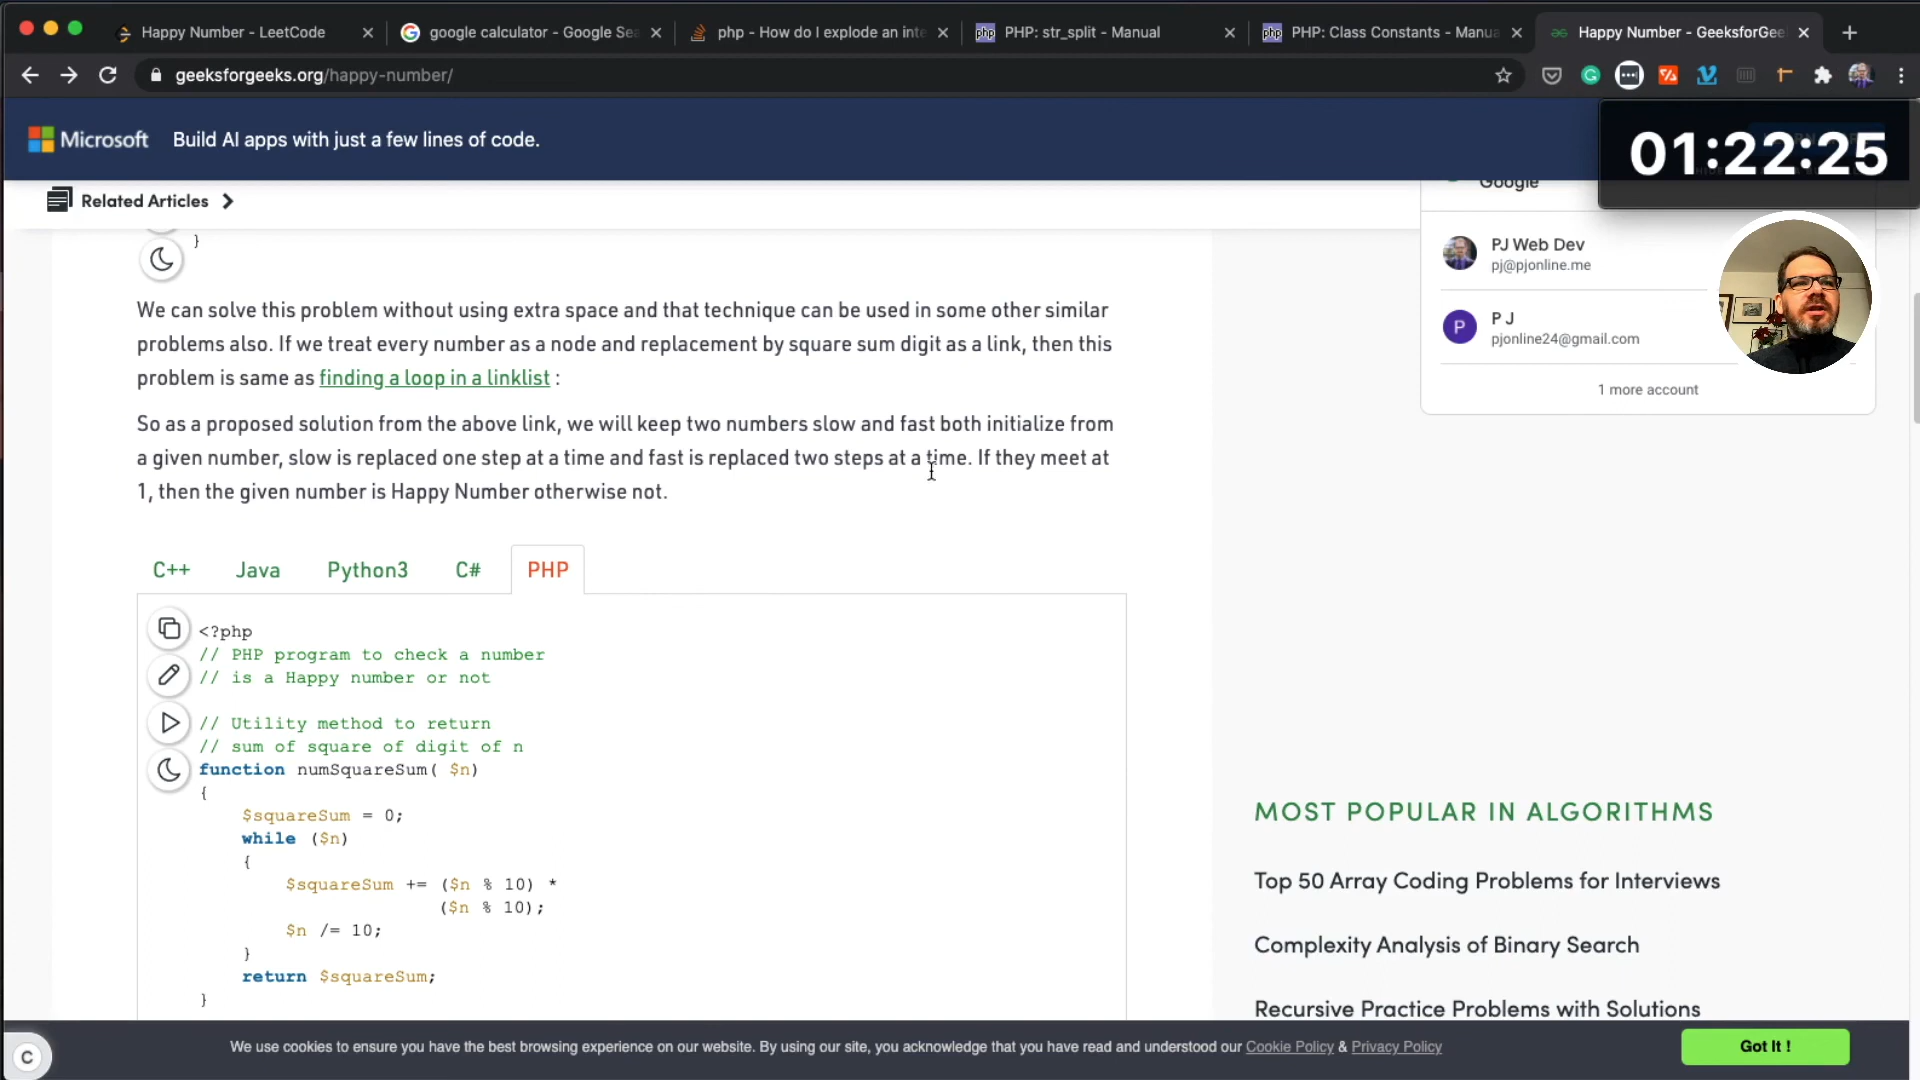 Happy Number - LeetCode
google calculator - Google Sea
php - How do I explode an inte
php
PHP: str_split - Manual
php
PHP: Class Constants - Manua
Happy Number - GeeksforGee
geeksforgeeks.org/happy-number/
Microsoft
Build AI apps with just a few lines of code.
01:22:25
Related Articles
Google
}
PJ Web Dev
pj@pjonline.me
P
P J
pjonline24@gmail.com
1 more account
We can solve this problem without using extra space and that technique can be used in some other similar
problems also. If we treat every number as a node and replacement by square sum digit as a link, then this
problem is same as finding a loop in a linklist :
So as a proposed solution from the above link, we will keep two numbers slow and fast both initialize from
a given number, slow is replaced one step at a time and fast is replaced two steps at a time. If they meet at
1, then the given number is Happy Number otherwise not.
C++
Java
Python3
C#
PHP
<?php
// PHP program to check a number
// is a Happy number or not
// Utility method to return
// sum of square of digit of n
function numSquareSum( $n)
{
$squareSum = 0;
while ($n)
{
$squareSum += ($n % 10) *
($n % 10);
$n /= 10;
}
return $squareSum;
}
MOST POPULAR IN ALGORITHMS
Top 50 Array Coding Problems for Interviews
Complexity Analysis of Binary Search
Recursive Practice Problems with Solutions
C
We use cookies to ensure you have the best browsing experience on our website. By using our site, you acknowledge that you have read and understood our Cookie Policy & Privacy Policy
Got It !